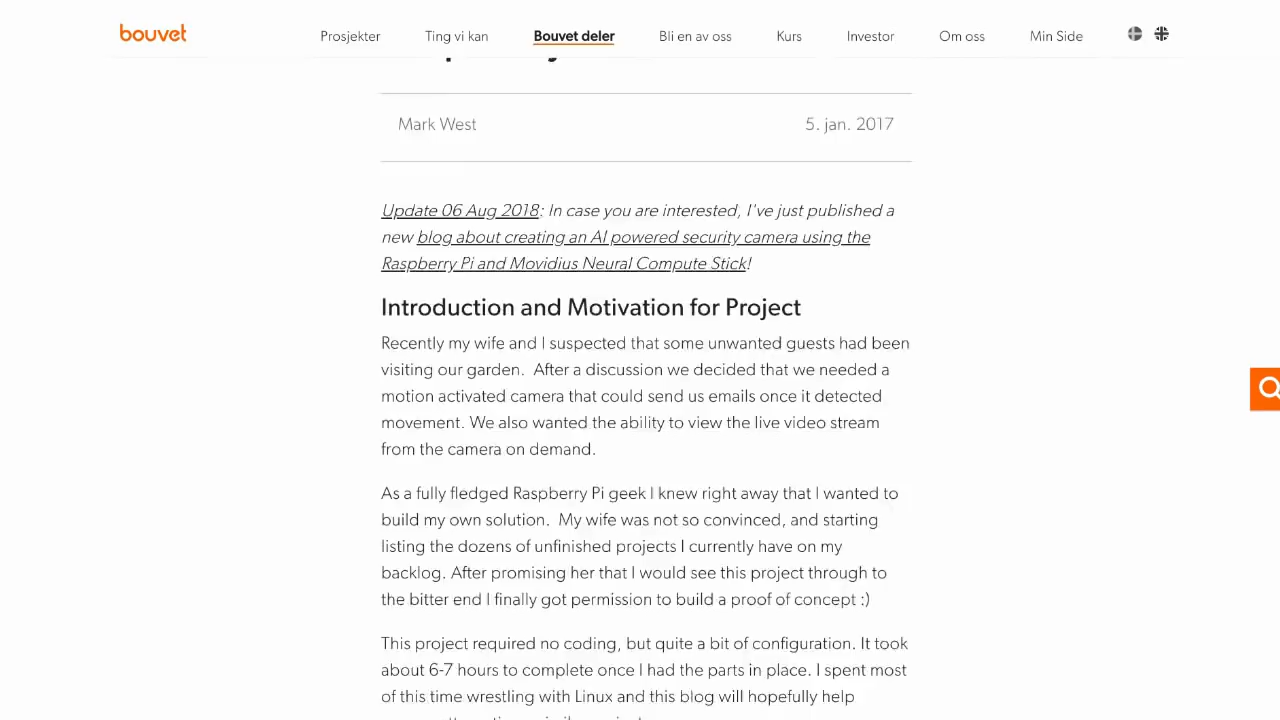 bouvet
Prosjekter Ting vi kan Bouvet deler Bli en av oss Kurs Investor Om oss Min Side
Mark West 5. jan. 2017
Update 06 Aug 2018: In case you are interested, I've just published a
new blog about creating an AI powered security camera using the
Raspberry Pi and Movidius Neural Compute Stick!
Introduction and Motivation for Project
Recently my wife and I suspected that some unwanted guests had been
visiting our garden.  After a discussion we decided that we needed a
motion activated camera that could send us emails once it detected
movement. We also wanted the ability to view the live video stream
from the camera on demand.
As a fully fledged Raspberry Pi geek I knew right away that I wanted to
build my own solution.  My wife was not so convinced, and starting
listing the dozens of unfinished projects I currently have on my
backlog. After promising her that I would see this project through to
the bitter end I finally got permission to build a proof of concept :)
This project required no coding, but quite a bit of configuration. It took
about 6-7 hours to complete once I had the parts in place. I spent most
of this time wrestling with Linux and this blog will hopefully help